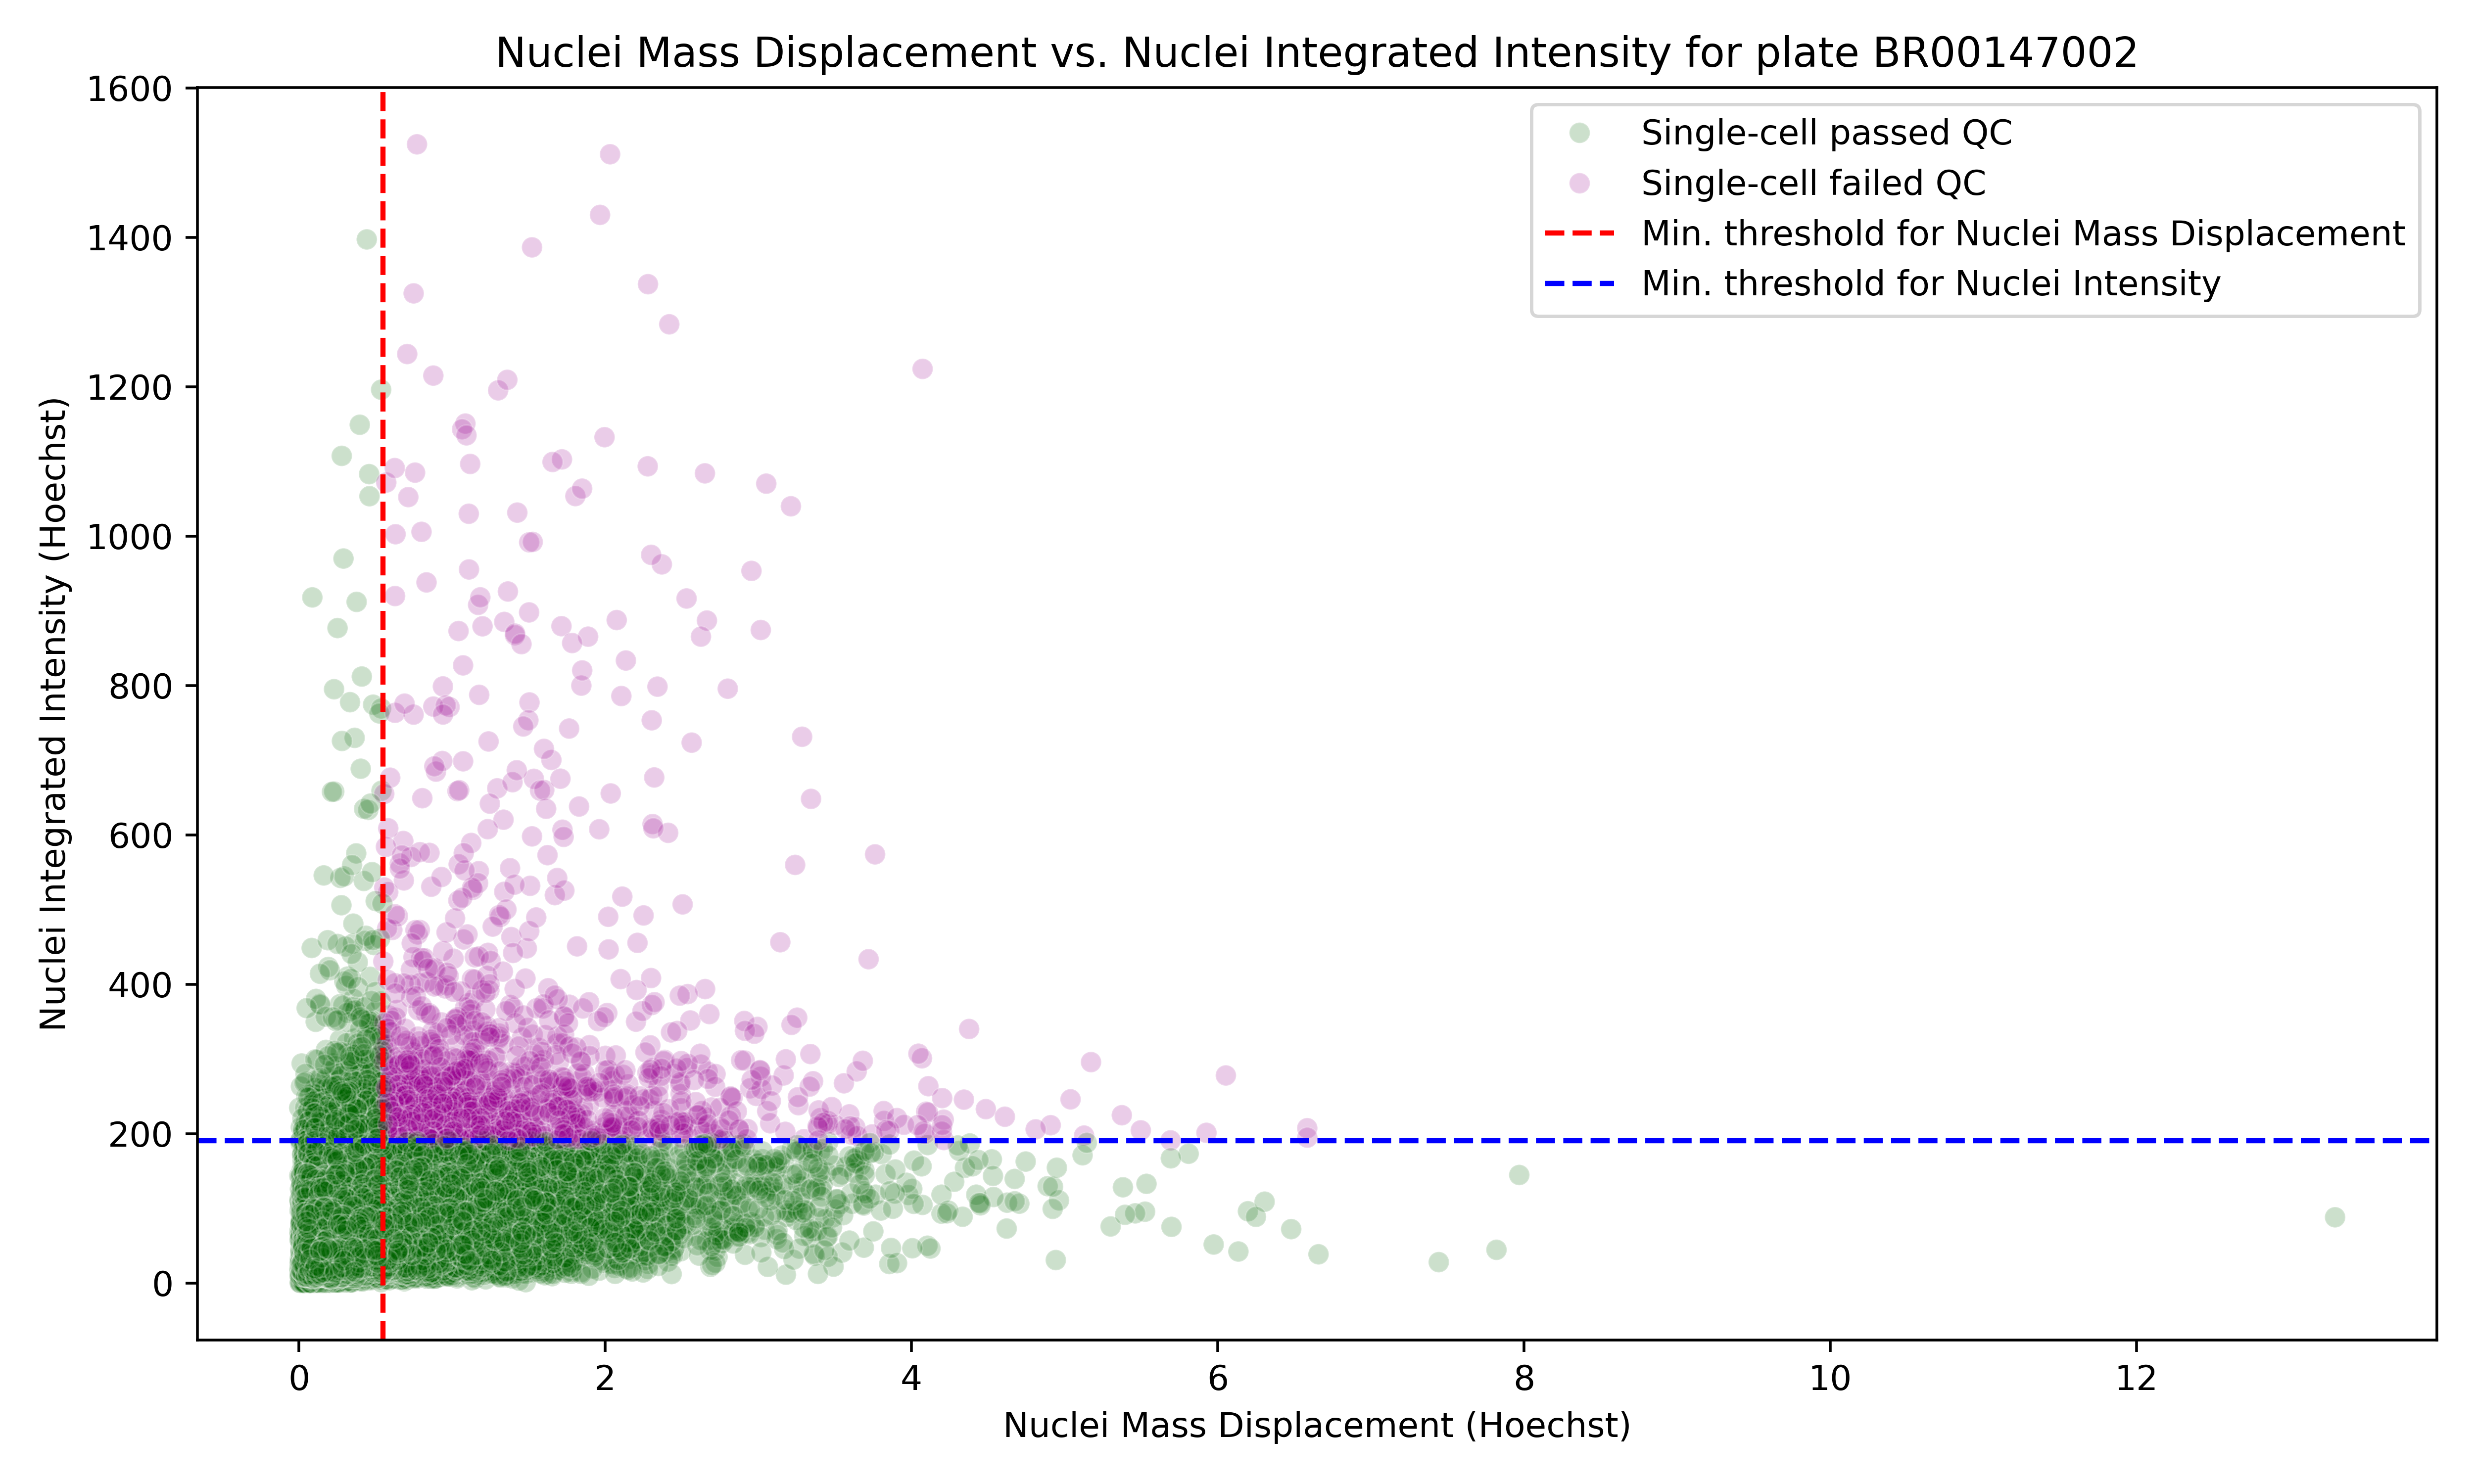 Nuclei Mass Displacement vs. Nuclei Integrated Intensity for plate BR00147002
Single-cell passed QC
Single-cell failed QC
Min. threshold for Nuclei Mass Displacement
Min. threshold for Nuclei Intensity
Nuclei Integrated Intensity (Hoechst)
1600
1400
1200
1000
800
600
400
200
0
0 2 4 6 8 10 12
Nuclei Mass Displacement (Hoechst)